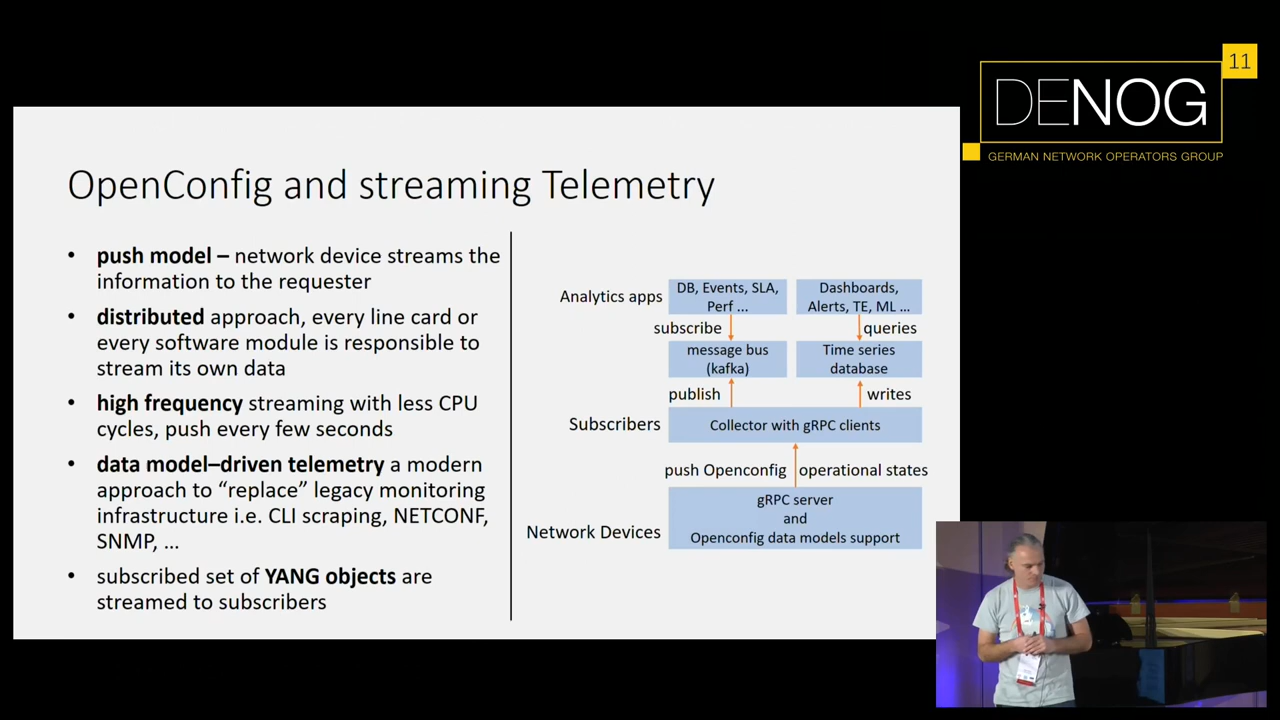 11
DENOG
GERMAN NETWORK OPERATORS GROUP
OpenConfig and streaming Telemetry
• push model – network device streams the
information to the requester
• distributed approach, every line card or
every software module is responsible to
stream its own data
• high frequency streaming with less CPU
cycles, push every few seconds
• data model–driven telemetry a modern
approach to “replace” legacy monitoring
infrastructure i.e. CLI scraping, NETCONF,
SNMP, ...
• subscribed set of YANG objects are
streamed to subscribers
Analytics apps
DB, Events, SLA,
Perf ...
Dashboards,
Alerts, TE, ML ...
subscribe
queries
message bus
(kafka)
Time series
database
publish
writes
Subscribers
Collector with gRPC clients
push Openconfig
operational states
Network Devices
gRPC server
and
Openconfig data models support